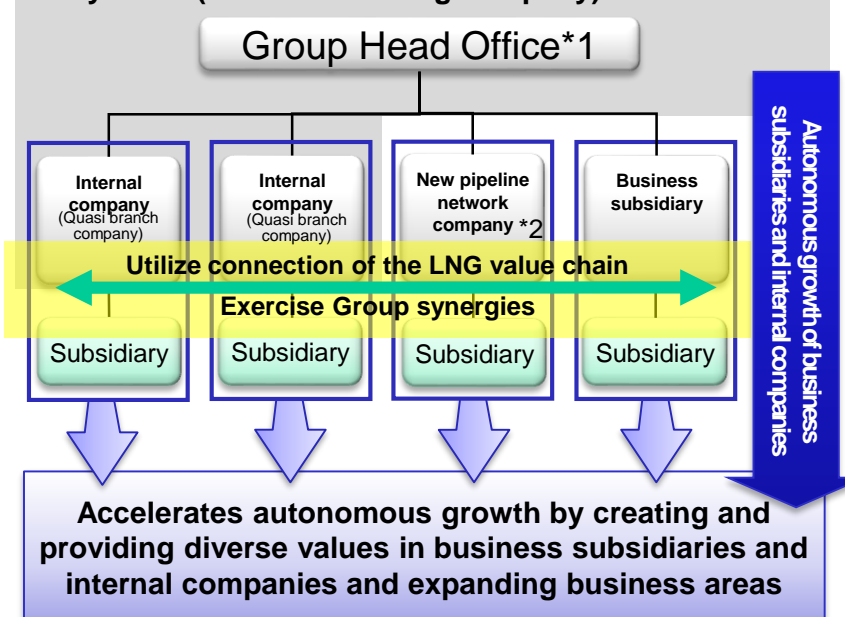 Group Head Office*1
Internal
company
(Quasi branch
company)
Internal
company
(Quasi branch
company)
New pipeline
network
company *2
Business
subsidiary
Utilize connection of the LNG value chain
Exercise Group synergies
Subsidiary
Subsidiary
Subsidiary
Subsidiary
Autonomous growth of business
subsidiaries and internal companies
Accelerates autonomous growth by creating and
providing diverse values in business subsidiaries and
internal companies and expanding business areas